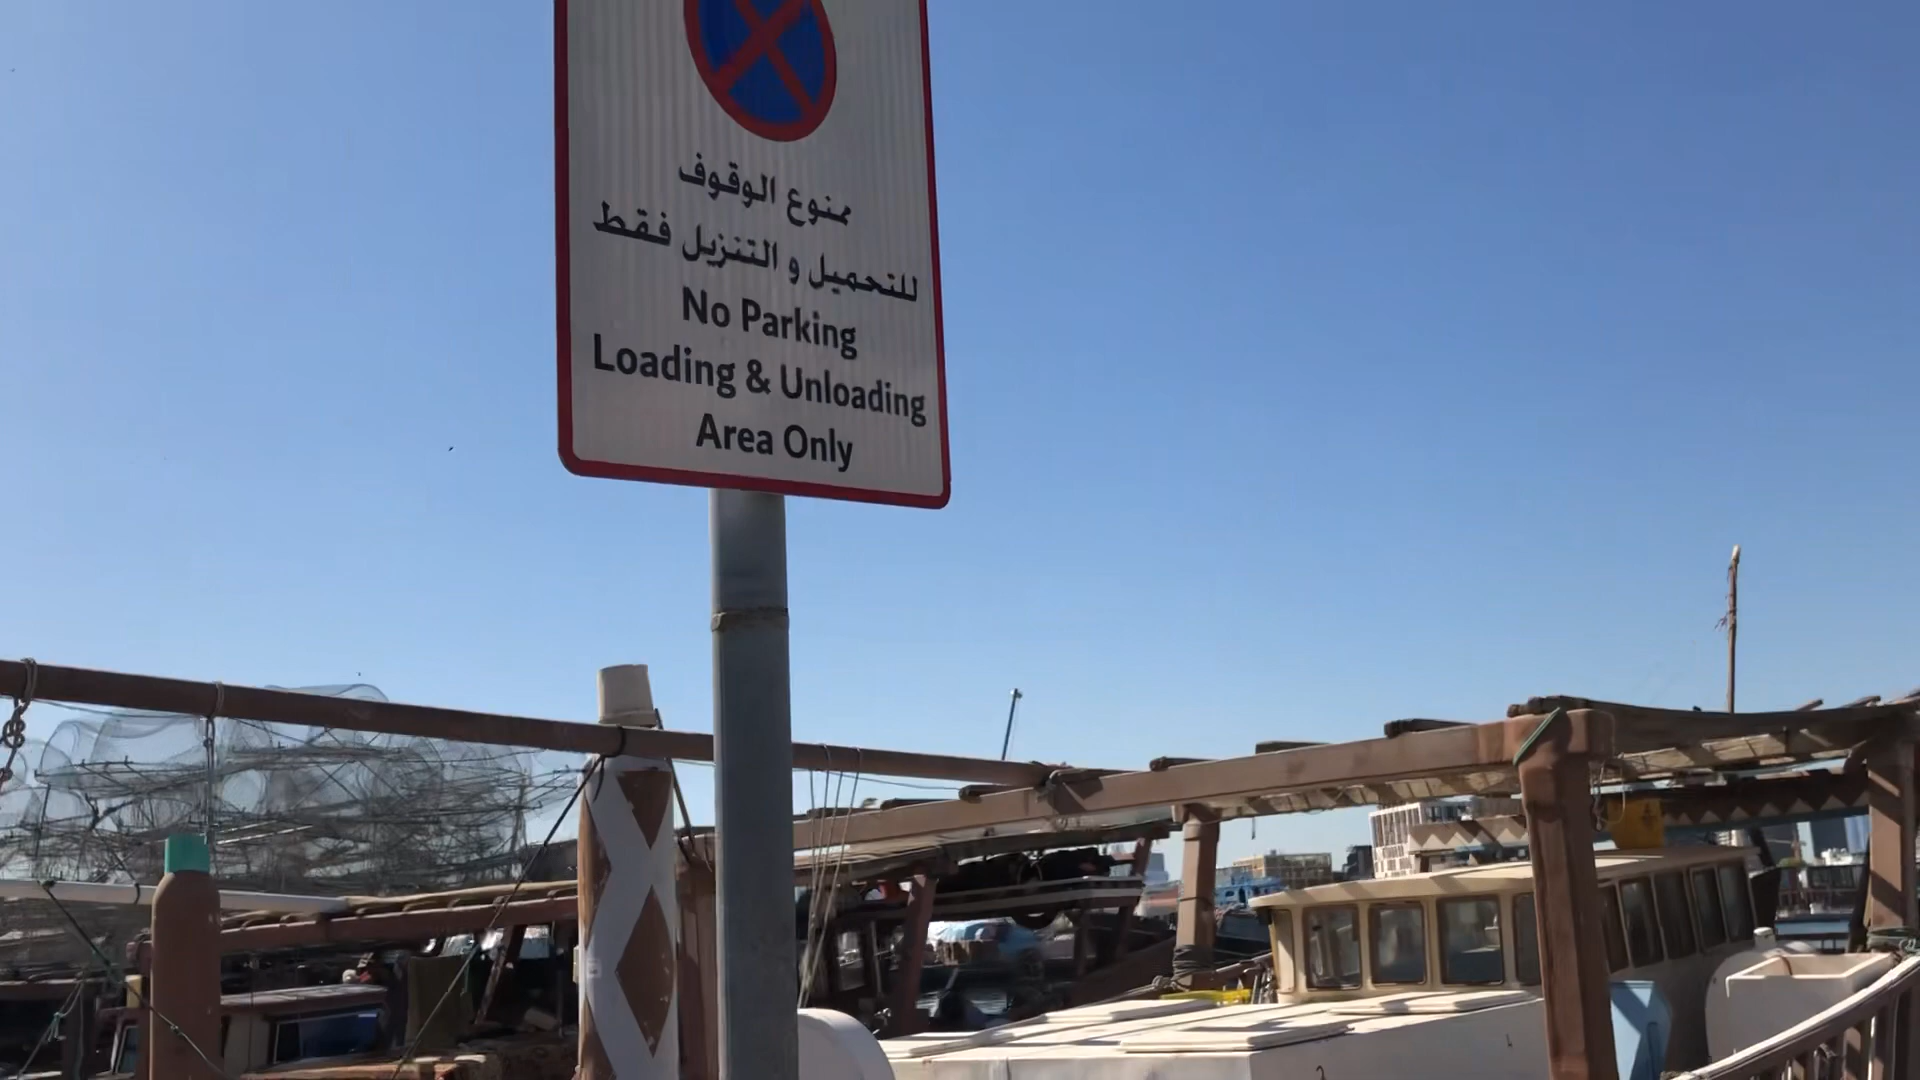 ممنوع الوقوف
للتحميل و التنزيل فقط
No Parking
Loading & Unloading
Area Only